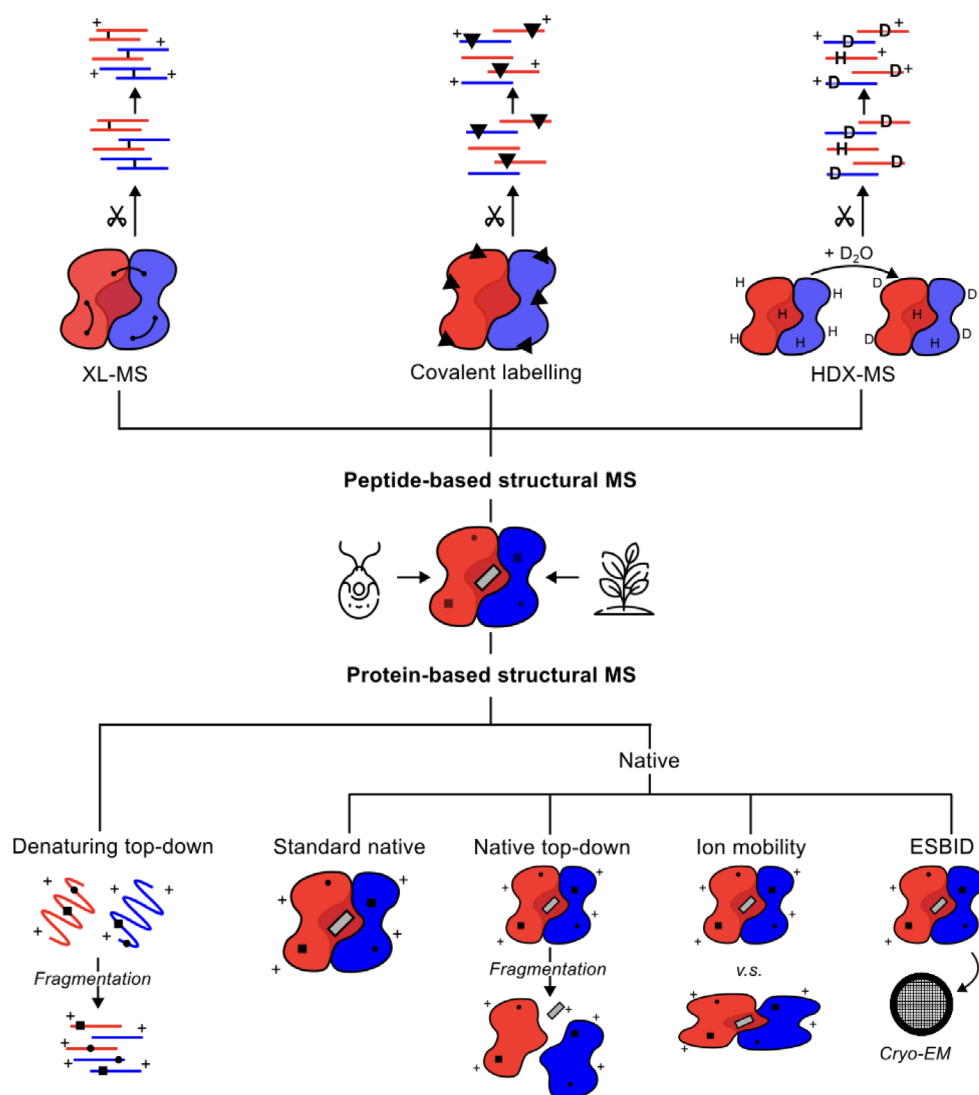 + + + + + +
+ + + +
D
D
H
D
D
D
D
H
D
D
+ D₂O
H H H H H H
D D D D H H
XL-MS
Covalent labelling
HDX-MS
Peptide-based structural MS
Protein-based structural MS
Native
Denaturing top-down
Standard native
Native top-down
Ion mobility
ESBID
Fragmentation
Fragmentation
v.s.
Cryo-EM